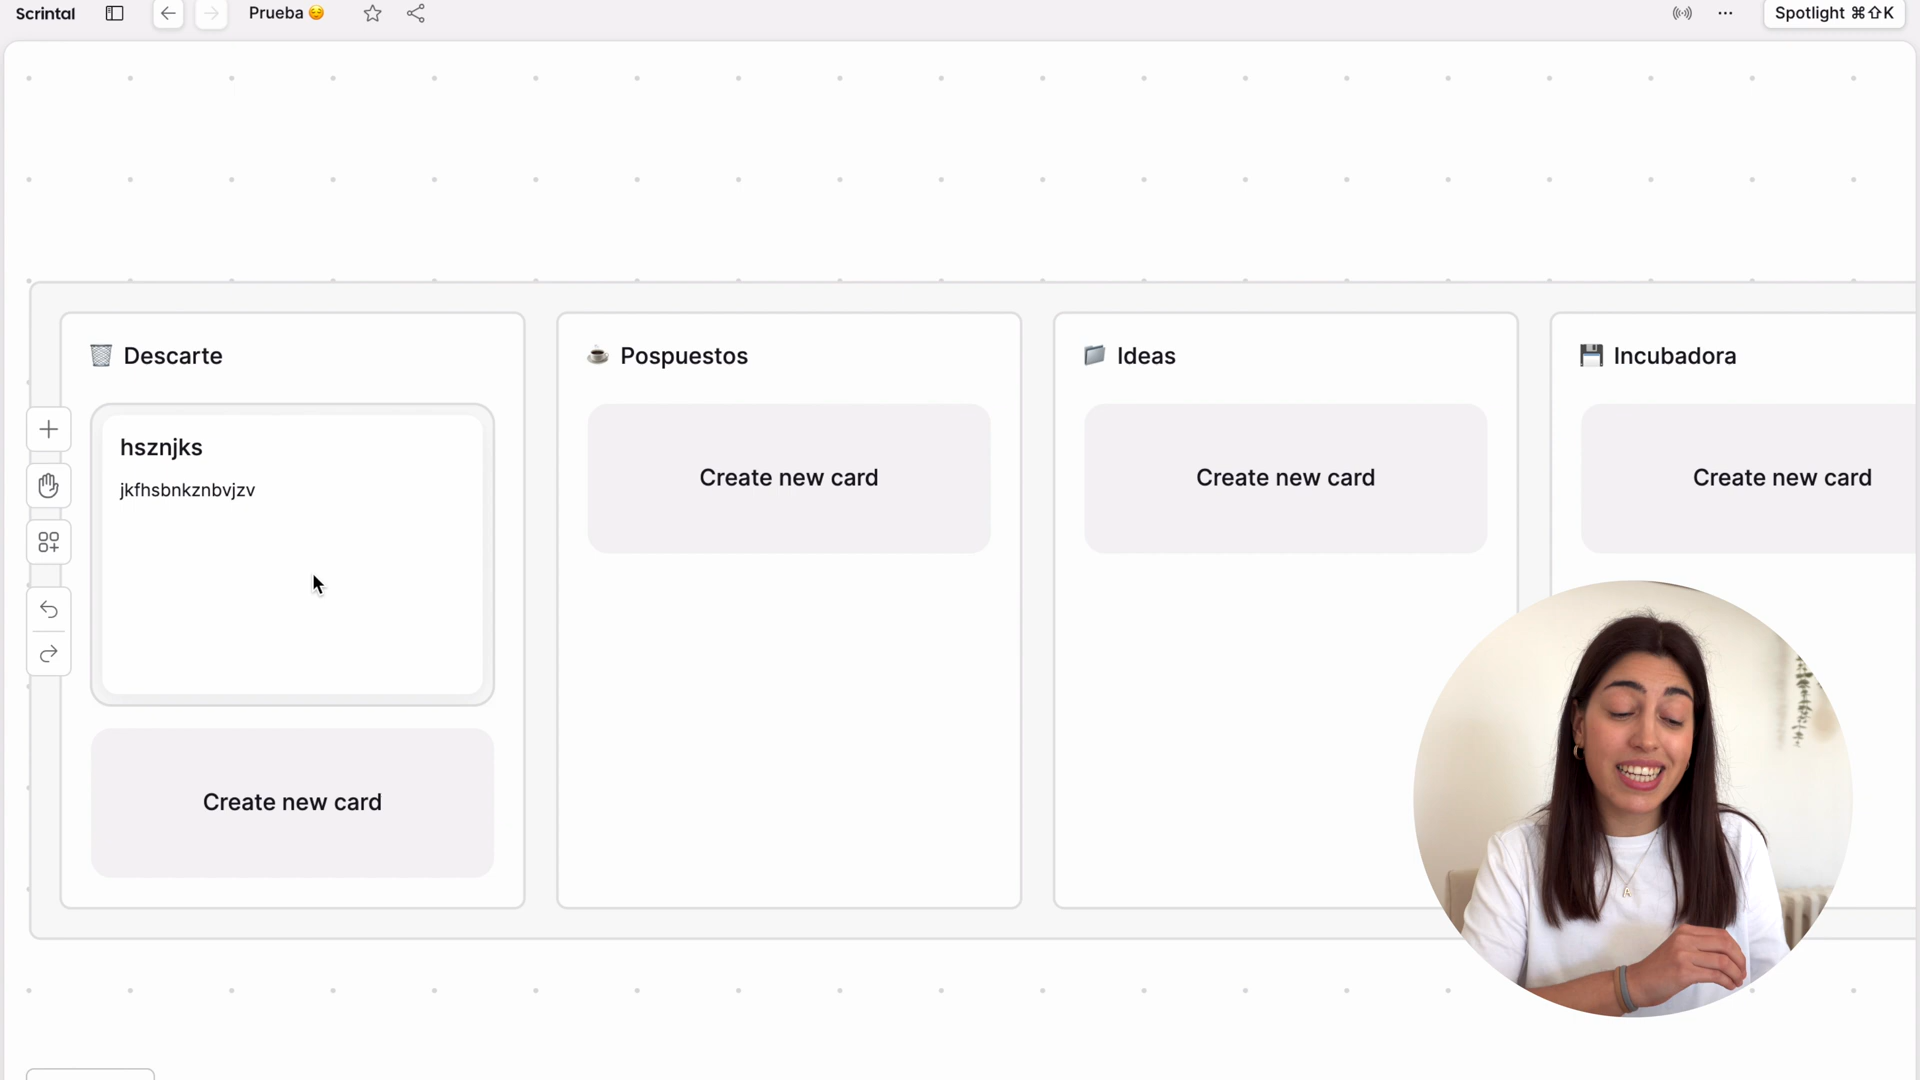 Scrintal
Prueba 😌
Spotlight ⌘⇧K
Descarte
hsznjks
jkfhsbnkznbvjzv
Create new card
Pospuestos
Create new card
Ideas
Create new card
Incubadora
Create new card
A